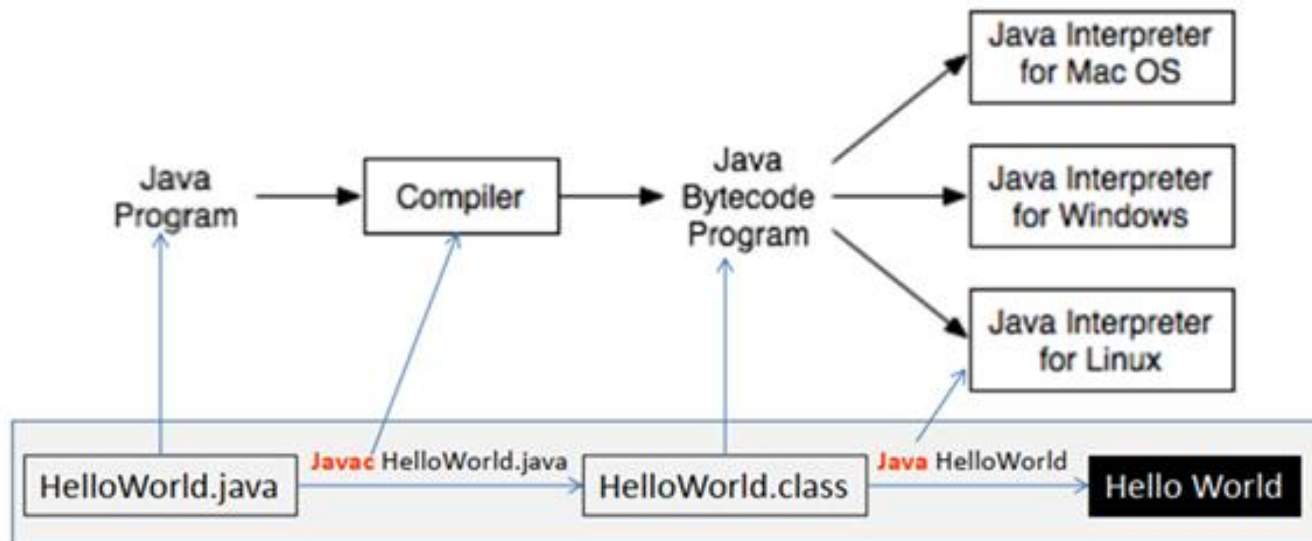 Java
Program
Compiler
Java
Bytecode
Program
Java Interpreter
for Mac OS
Java Interpreter
for Windows
Java Interpreter
for Linux
HelloWorld.java
Javac HelloWorld.java
HelloWorld.class
Java HelloWorld
Hello World